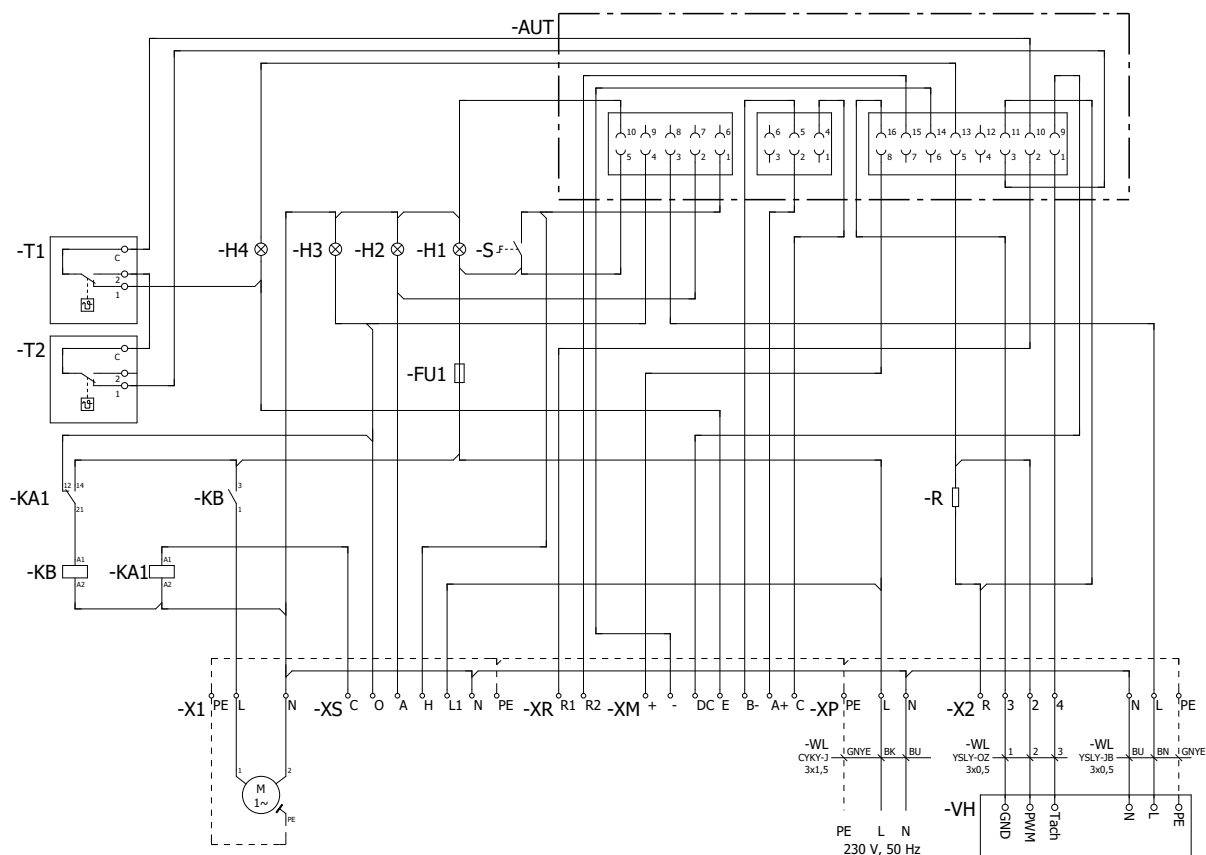 -AUT
10 9 8 7 6
5 4 3 2 1
6 5 4
3 2 1
16 15 14 13 12 11 10 9
8 7 6 5 4 3 2 1
-T1
C
2
1
-H4
-H3
-H2
-H1
-S
-T2
C
2
1
-FU1
-KA1
12 14
21
-KB
3
1
-R
-KB
A1
A2
-KA1
A1
A2
-X1 PE L N
-XS C O A H L1 N PE
-XR R1 R2
-XM + - DC E B- A+ C
-XP PE L N
-X2 R 3 2 4 N L PE
-WL
CYKY-J
3x1,5
GNYE BK BU
-WL
YSLY-OZ
3x0,5
1 2 3
-WL
YSLY-JB
3x0,5
BU BN GNYE
1 2
M
1~
PE
-VH
GND PWM Tach N L PE
PE L N
230 V, 50 Hz